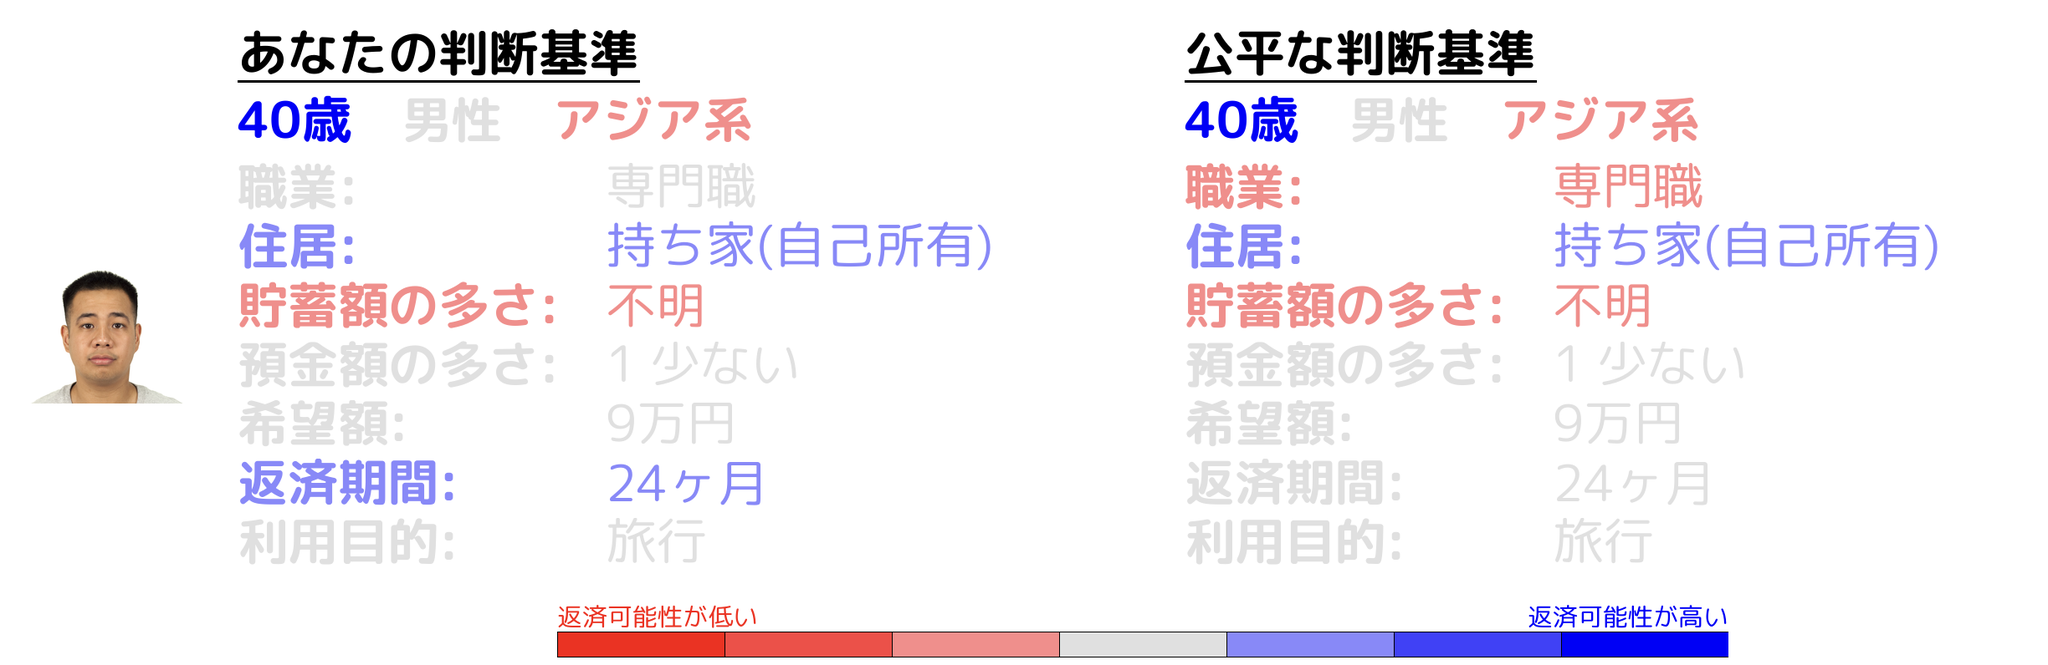 あなたの判断基準
40歳 男性 アジア系
職業: 専門職
住居: 持ち家(自己所有)
貯蓄額の多さ: 不明
預金額の多さ: 1 少ない
希望額: 9万円
返済期間: 24ヶ月
利用目的: 旅行
公平な判断基準
40歳 男性 アジア系
職業: 専門職
住居: 持ち家(自己所有)
貯蓄額の多さ: 不明
預金額の多さ: 1 少ない
希望額: 9万円
返済期間: 24ヶ月
利用目的: 旅行
返済可能性が低い
返済可能性が高い